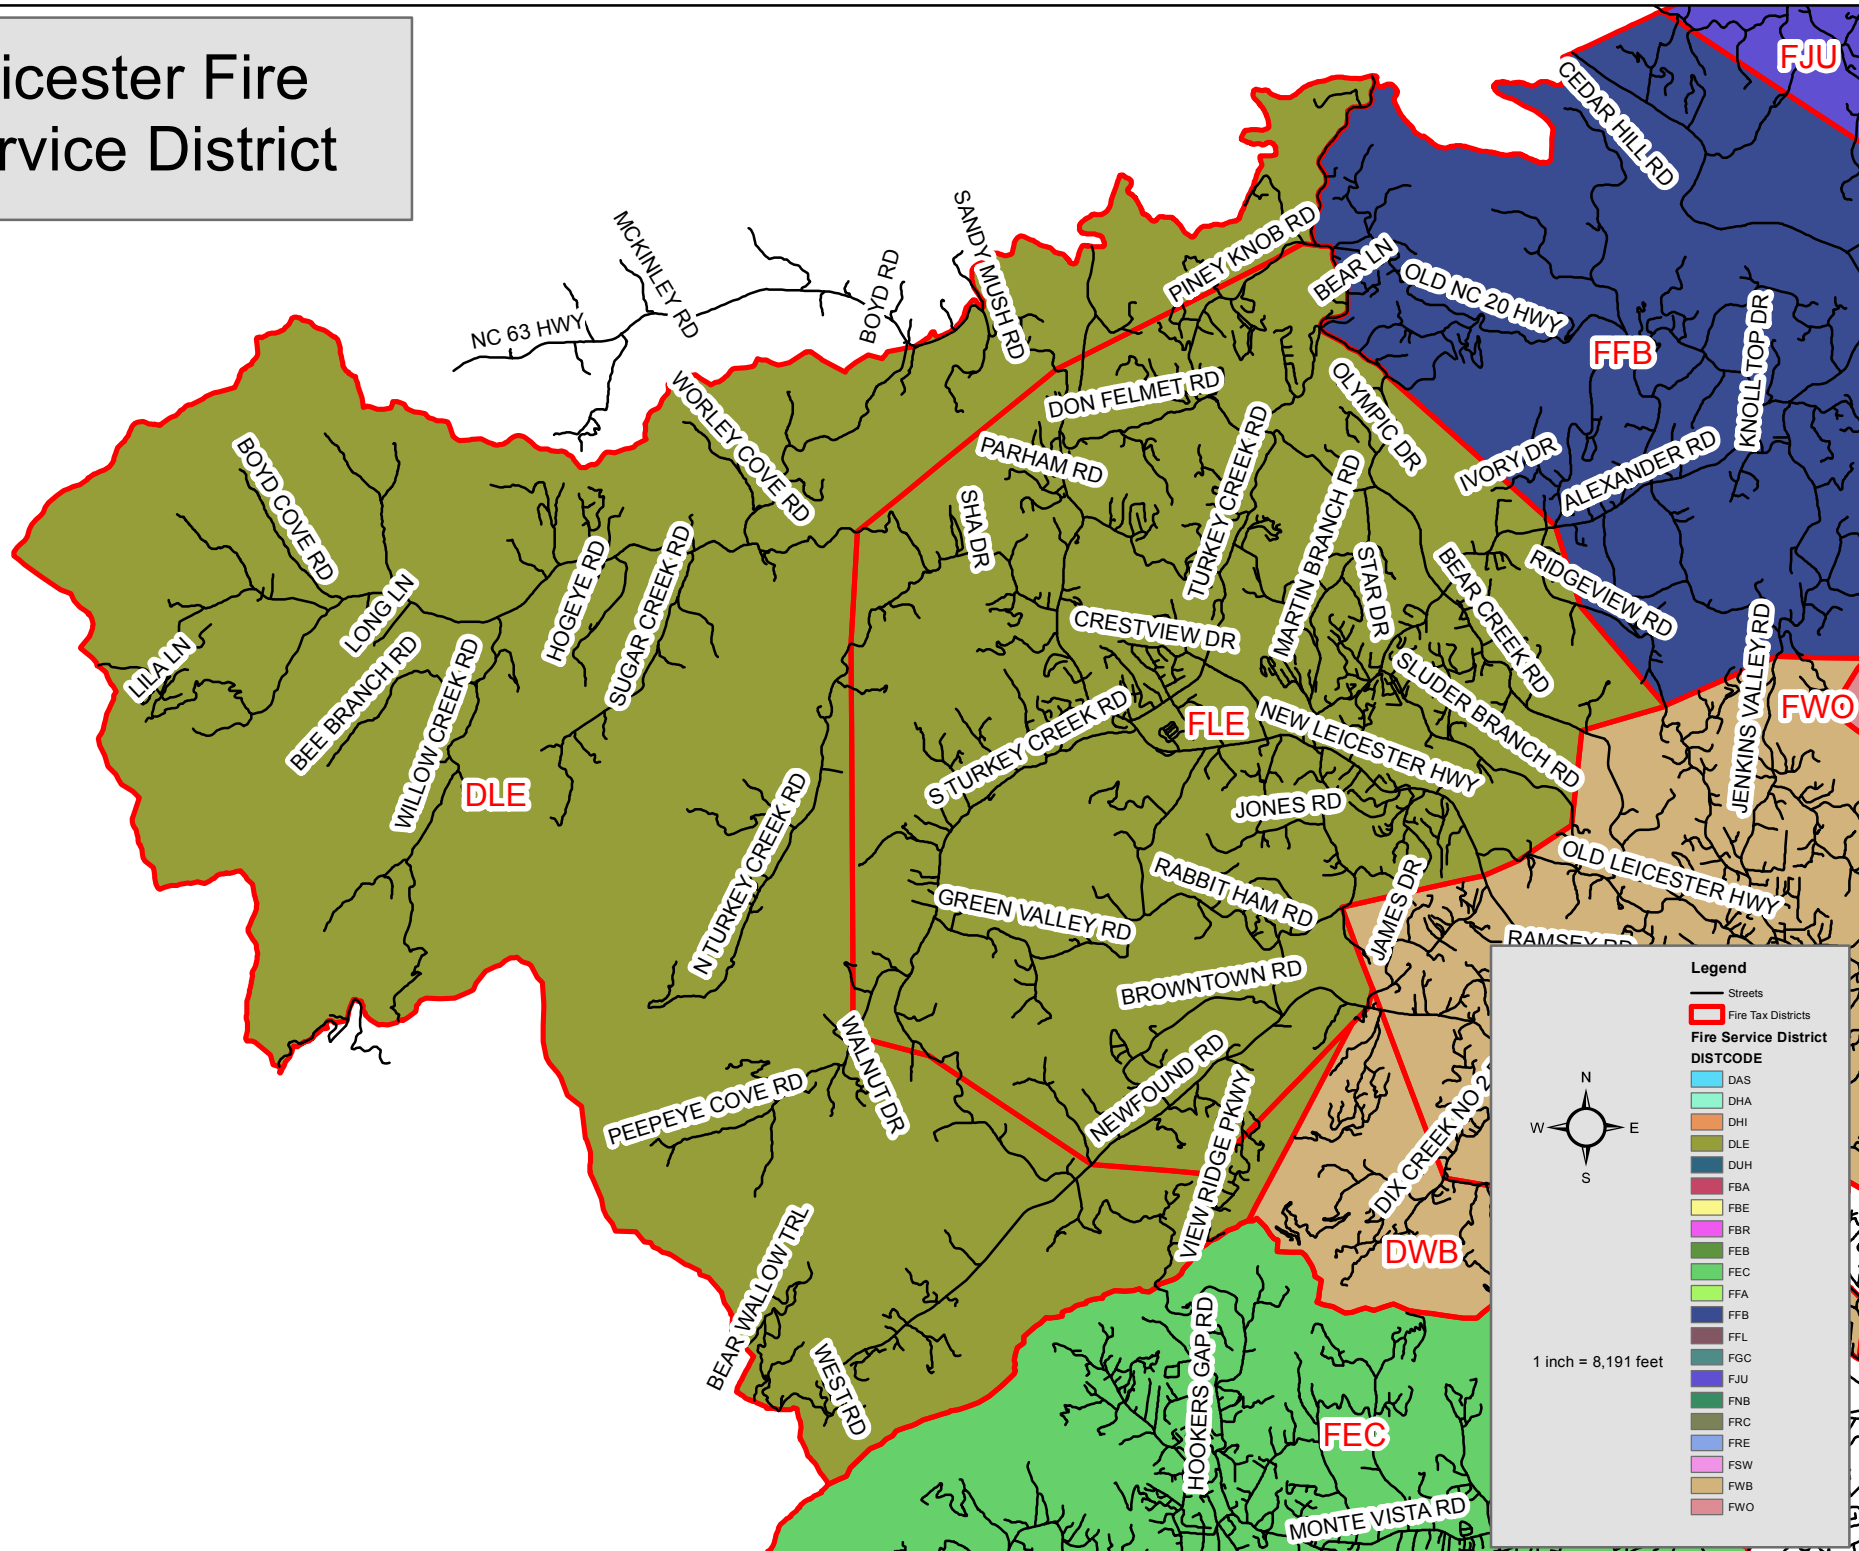 icester Fire
rvice District
FJU
CEDAR HILL RD
MCKINLEY RD
SANDY MUSH RD
PINEY KNOB RD
BOYD RD
BEAR LN
OLD NC 20 HWY
NC 63 HWY
KNOLLTOP DR
FFB
WORLEY COVE RD
DON FELMET RD
OLYMPIC DR
BOYD COVE RD
PARHAM RD
TURKEY CREEK RD
IVORY DR
ALEXANDER RD
SHA DR
MARTIN BRANCH RD
HOGEYE RD
SUGAR CREEK RD
STAR DR
BEAR CREEK RD
RIDGEVIEW RD
LONG LN
LILA LN
CRESTVIEW DR
JENKINS VALLEY RD
BEE BRANCH RD
WILLOW CREEK RD
SLUDER BRANCH RD
FWO
S TURKEY CREEK RD
FLE
NEW LEICESTER HWY
DLE
N TURKEY CREEK RD
JONES RD
OLD LEICESTER HWY
RABBIT HAM RD
JAMES DR
GREEN VALLEY RD
RAMSEY RD
BROWNTOWN RD
WALNUT DR
NEWFOUND RD
PEEPEYE COVE RD
VIEW RIDGE PKWY
DIX CREEK NO 2
DWB
BEAR WALLOW TRL
WEST RD
HOOKERS GAP RD
FEC
MONTE VISTA RD
Legend
Streets
Fire Tax Districts
Fire Service District
DISTCODE
DAS
DHA
DHI
DLE
DUH
FBA
FBE
FBR
FEB
FEC
FFA
FFB
FFL
FGC
FJU
FNB
FRC
FRE
FSW
FWB
FWO
N
W
E
S
1 inch = 8,191 feet